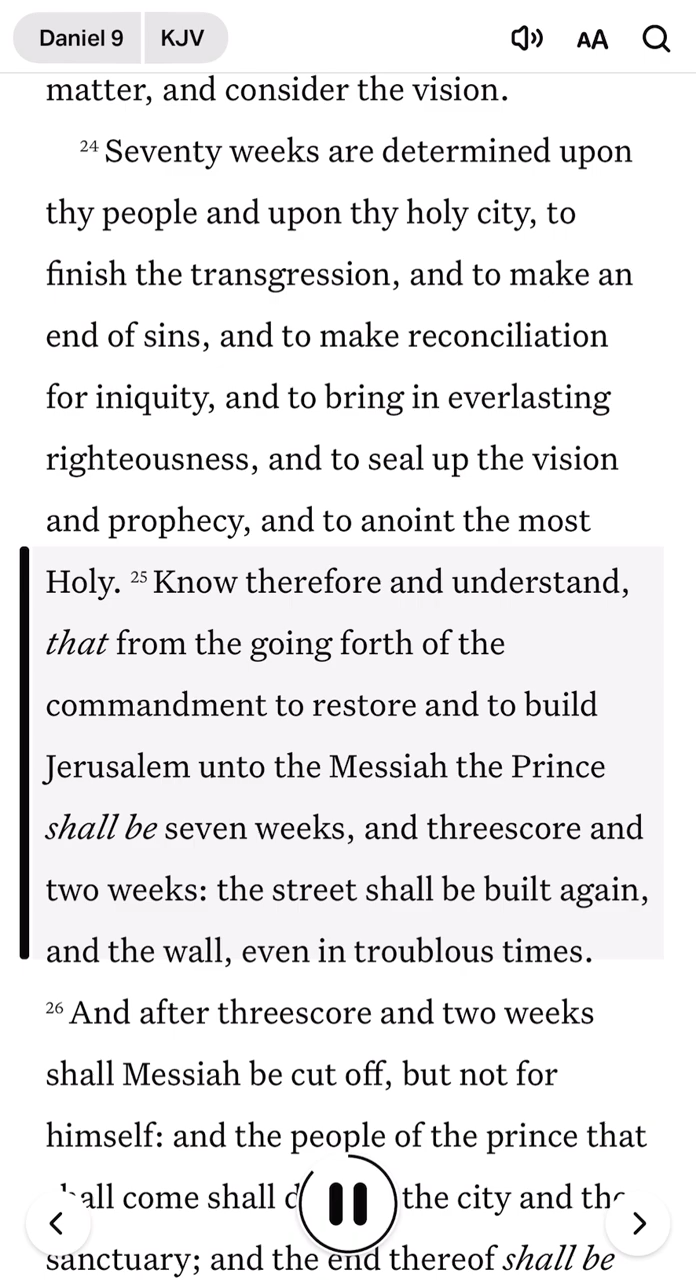 Daniel 9 KJV AA
matter, and consider the vision.
24 Seventy weeks are determined upon
thy people and upon thy holy city, to
finish the transgression, and to make an
end of sins, and to make reconciliation
for iniquity, and to bring in everlasting
righteousness, and to seal up the vision
and prophecy, and to anoint the most
Holy. 25 Know therefore and understand,
that from the going forth of the
commandment to restore and to build
Jerusalem unto the Messiah the Prince
shall be seven weeks, and threescore and
two weeks: the street shall be built again,
and the wall, even in troublous times.
26 And after threescore and two weeks
shall Messiah be cut off, but not for
himself: and the people of the prince that
shall come shall the city and the
sanctuary; and the end thereof shall be